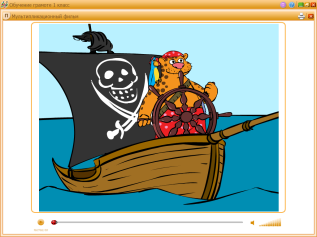 Обучение грамоте 1 класс
Мультипликационный фильм